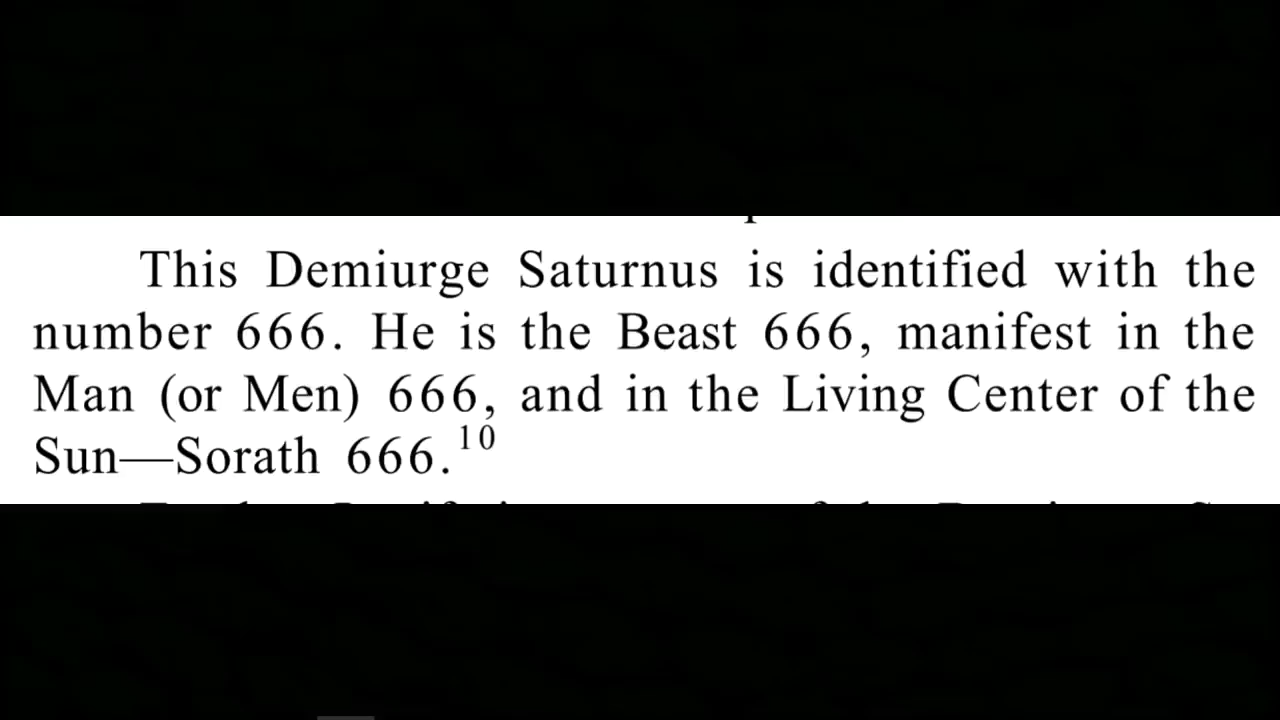 This Demiurge Saturnus is identified with the
number 666. He is the Beast 666, manifest in the
Man (or Men) 666, and in the Living Center of the
Sun—Sorath 666.10